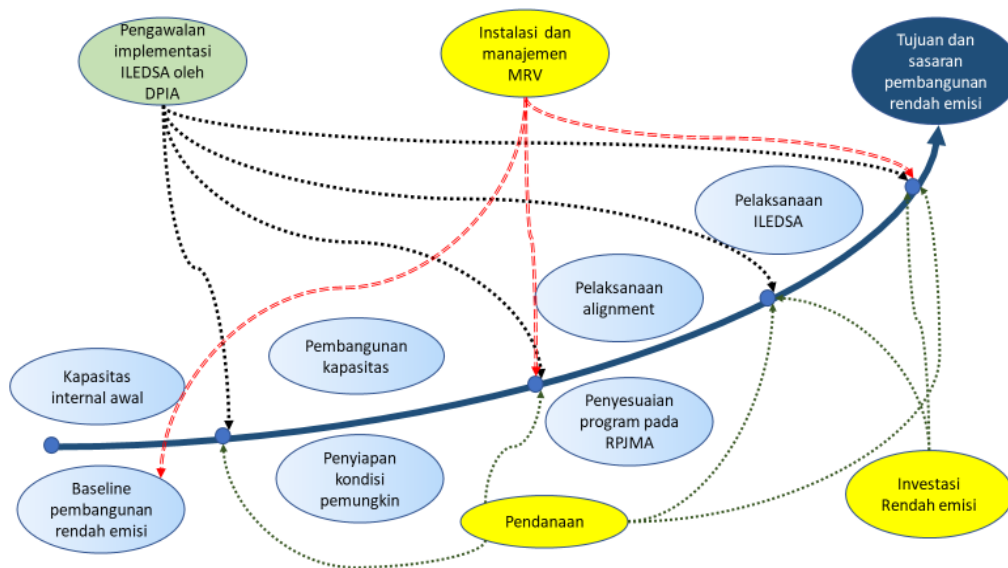 Pengawalan
implementasi
ILEDSA oleh
DPIA
Instalasi dan
manajemen
MRV
Tujuan dan
sasaran
pembangunan
rendah emisi
Pelaksanaan
ILEDSA
Pelaksanaan
alignment
Pembangunan
kapasitas
Kapasitas
internal awal
Penyesuaian
program pada
RPJMA
Penyiapan
kondisi
pemungkin
Baseline
pembangunan
rendah emisi
Pendanaan
Investasi
Rendah emisi